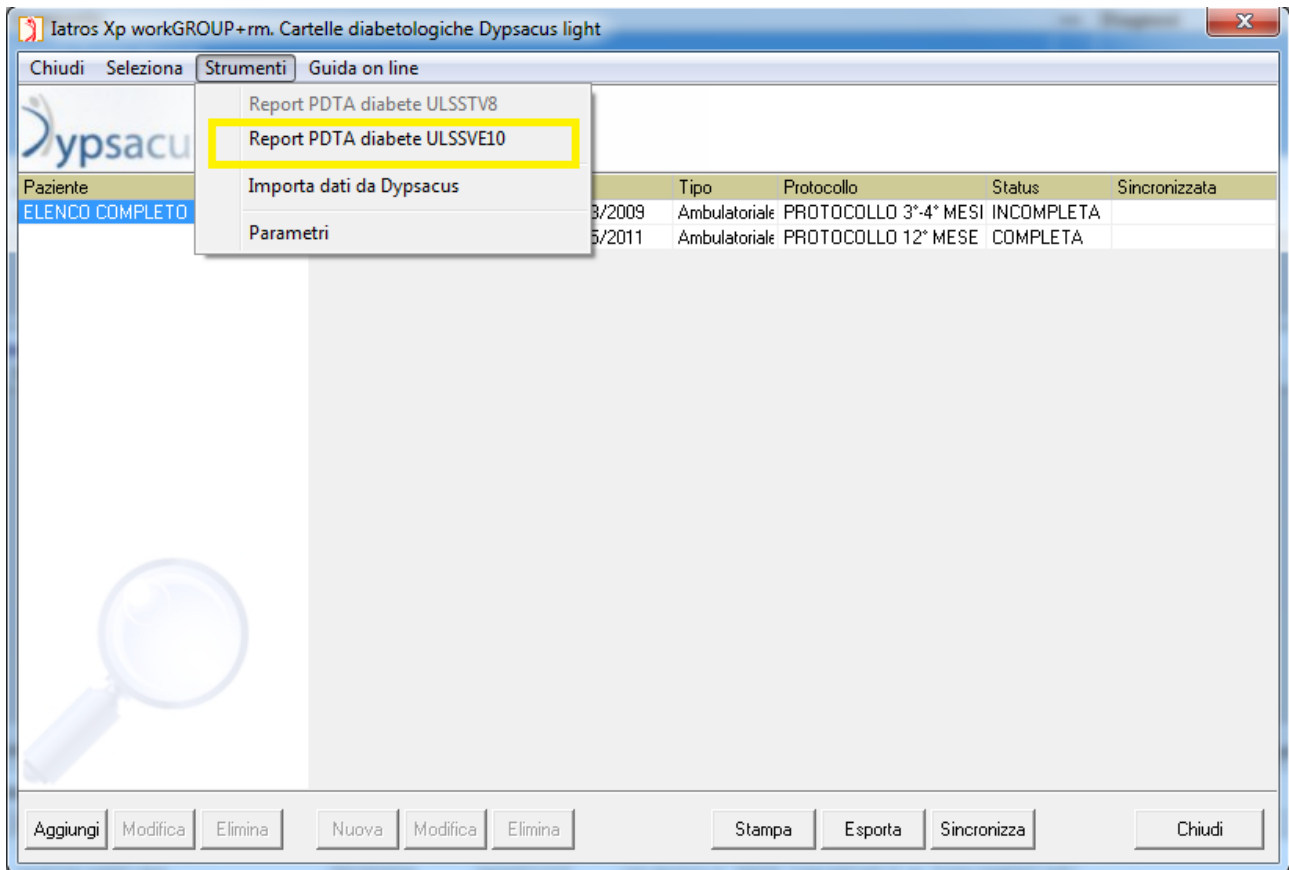 Iatros Xp workGROUP+rm. Cartelle diabetologiche Dypsacus light
Chiudi Seleziona Strumenti Guida on line
Report PDTA diabete ULSSTV8
Report PDTA diabete ULSSVE10
Importa dati da Dypsacus
Parametri
Dypsacu
Paziente Tipo Protocollo Status Sincronizzata
ELENCO COMPLETO 3/2009 Ambulatoriale PROTOCOLLO 3°-4° MESI INCOMPLETA
5/2011 Ambulatoriale PROTOCOLLO 12° MESE COMPLETA
Aggiungi Modifica Elimina Nuova Modifica Elimina Stampa Esporta Sincronizza Chiudi